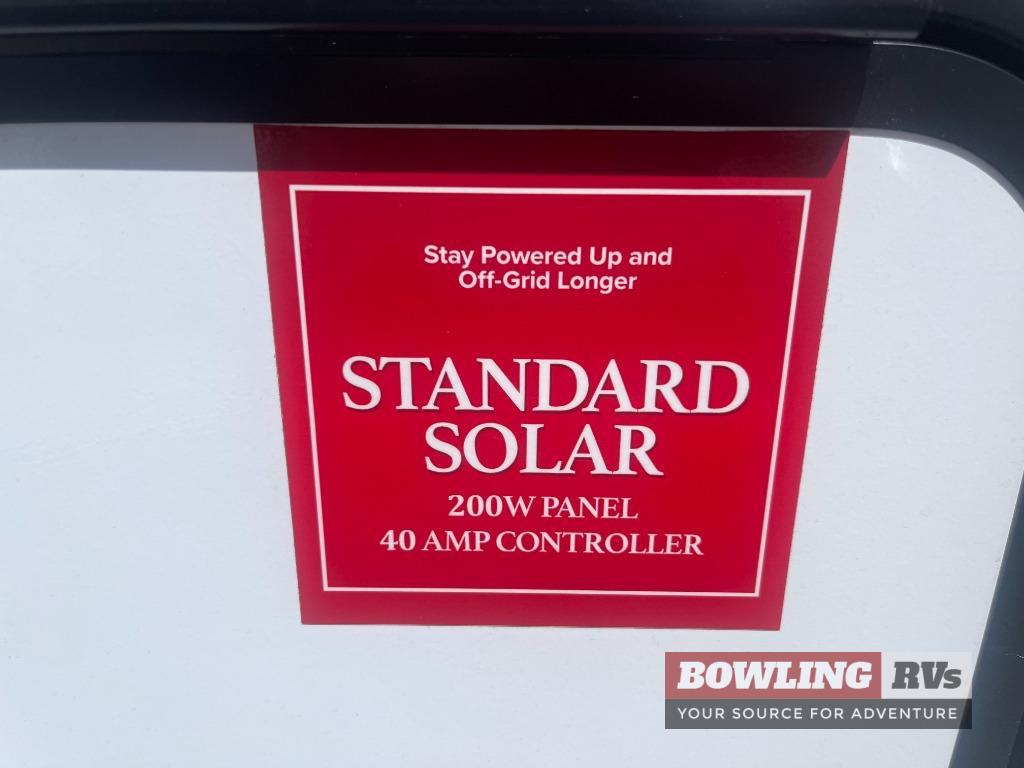 Stay Powered Up and
Off-Grid Longer
STANDARD
SOLAR
200W PANEL
40 AMP CONTROLLER
BOWLING RVs
YOUR SOURCE FOR ADVENTURE